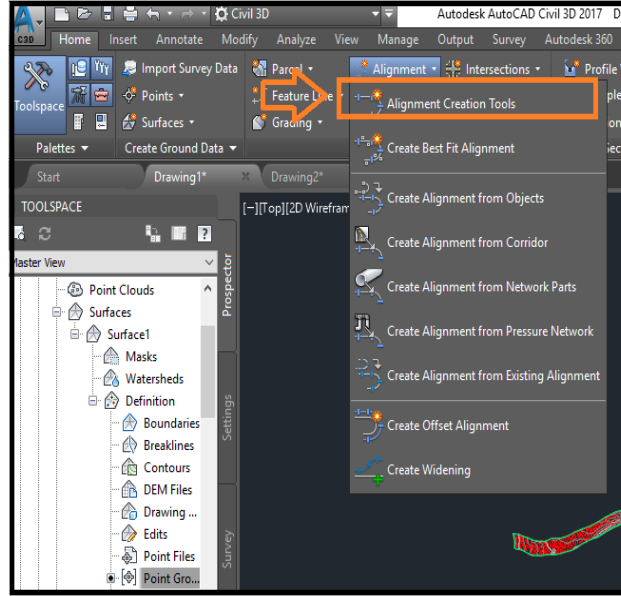 C3D
Civil 3D
Autodesk AutoCAD Civil 3D 2017
Home Insert Annotate Modify Analyze View Manage Output Survey Autodesk 360
Toolspace
Import Survey Data
Points
Surfaces
Parcel
Feature Line
Grading
Alignment
Intersections
Profile
Palettes
Create Ground Data
Start
Drawing1*
Drawing2*
TOOLSPACE
[−][Top][2D Wirefram
Master View
Point Clouds
Surfaces
Surface1
Masks
Watersheds
Definition
Boundaries
Breaklines
Contours
DEM Files
Drawing ...
Edits
Point Files
Point Gro...
Prospector
Settings
Survey
Alignment Creation Tools
Create Best Fit Alignment
Create Alignment from Objects
Create Alignment from Corridor
Create Alignment from Network Parts
Create Alignment from Pressure Network
Create Alignment from Existing Alignment
Create Offset Alignment
Create Widening